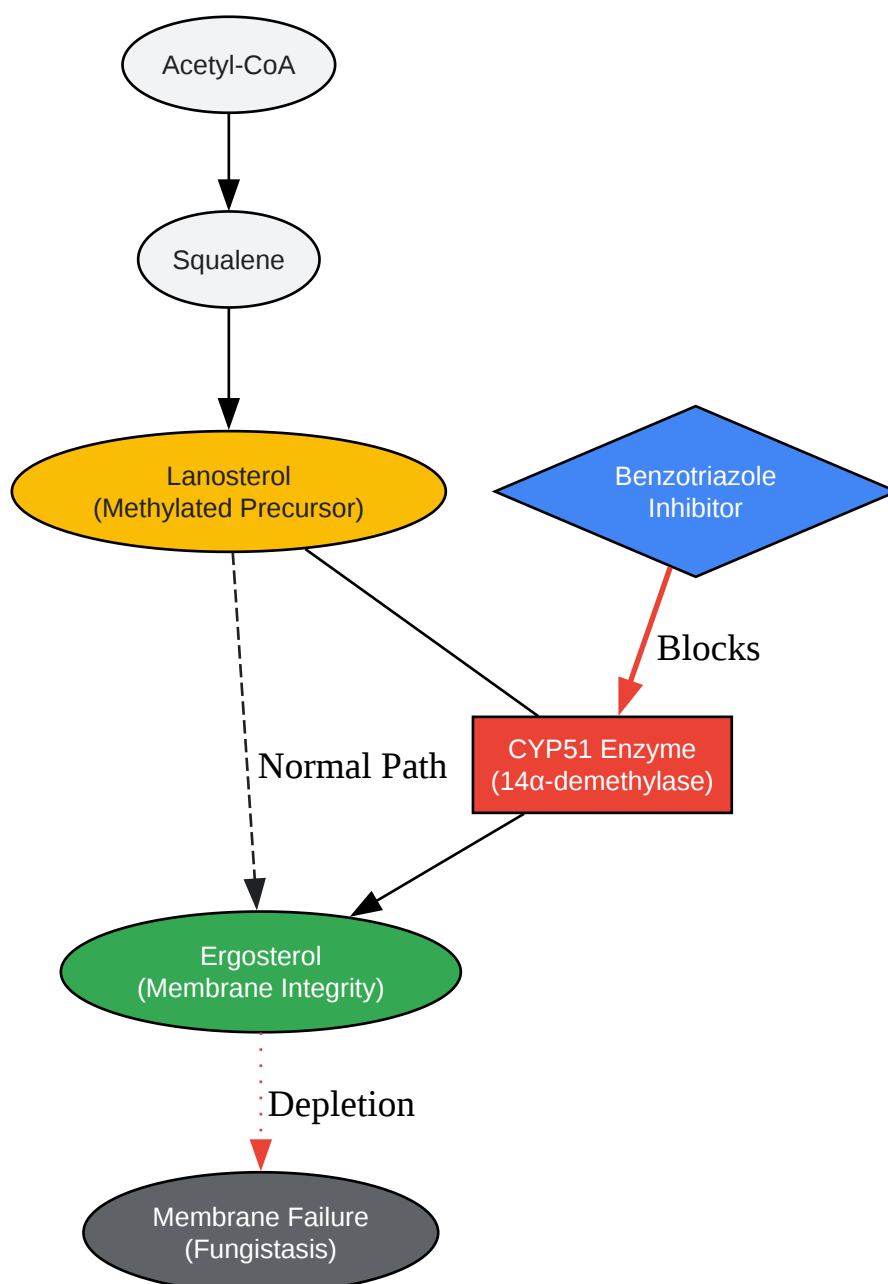 Acetyl-CoA
Squalene
Lanosterol
(Methylated Precursor)
Benzotriazole
Inhibitor
Blocks
CYP51 Enzyme
(14α-demethylase)
Normal Path
Ergosterol
(Membrane Integrity)
Depletion
Membrane Failure
(Fungistasis)